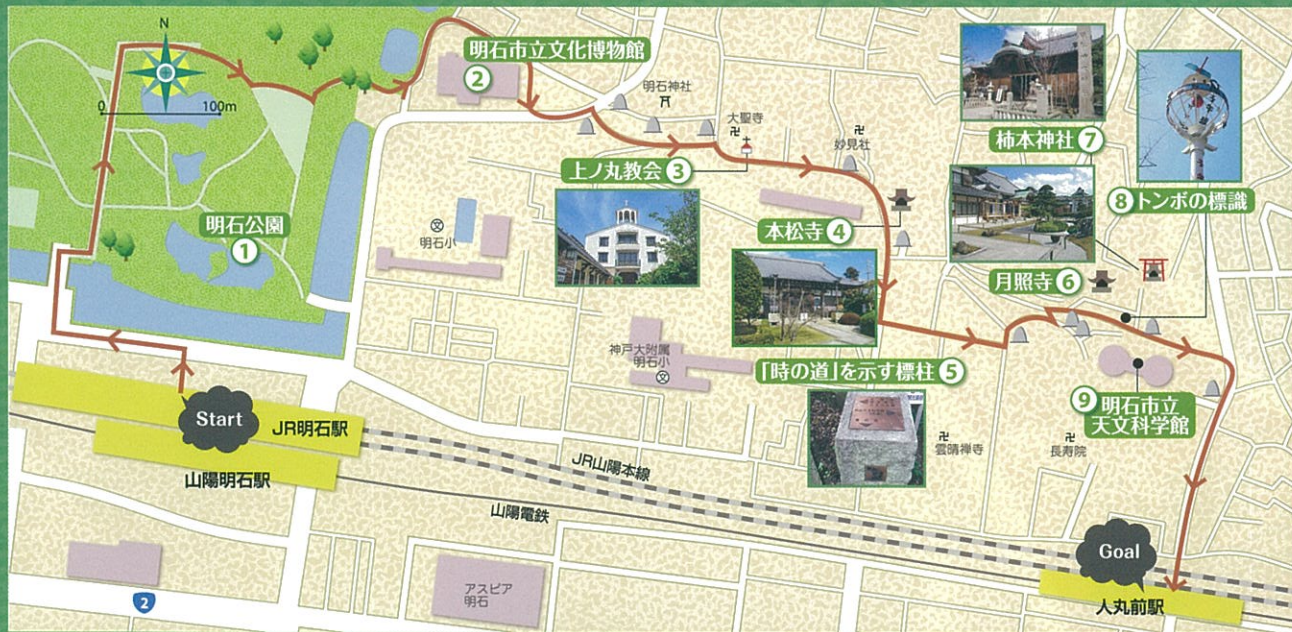 N
0 100m
明石公園
①
明石市立文化博物館
②
明石神社
大聖寺
妙見社
上ノ丸教会 ③
本松寺 ④
「時の道」を示す標柱 ⑤
月照寺 ⑥
柿本神社 ⑦
⑧ トンボの標識
⑨ 明石市立
天文科学館
明石小
神戸大附属
明石小
雲晴禅寺
長寿院
Start
JR明石駅
山陽明石駅
JR山陽本線
山陽電鉄
アスピア
明石
2
Goal
人丸前駅